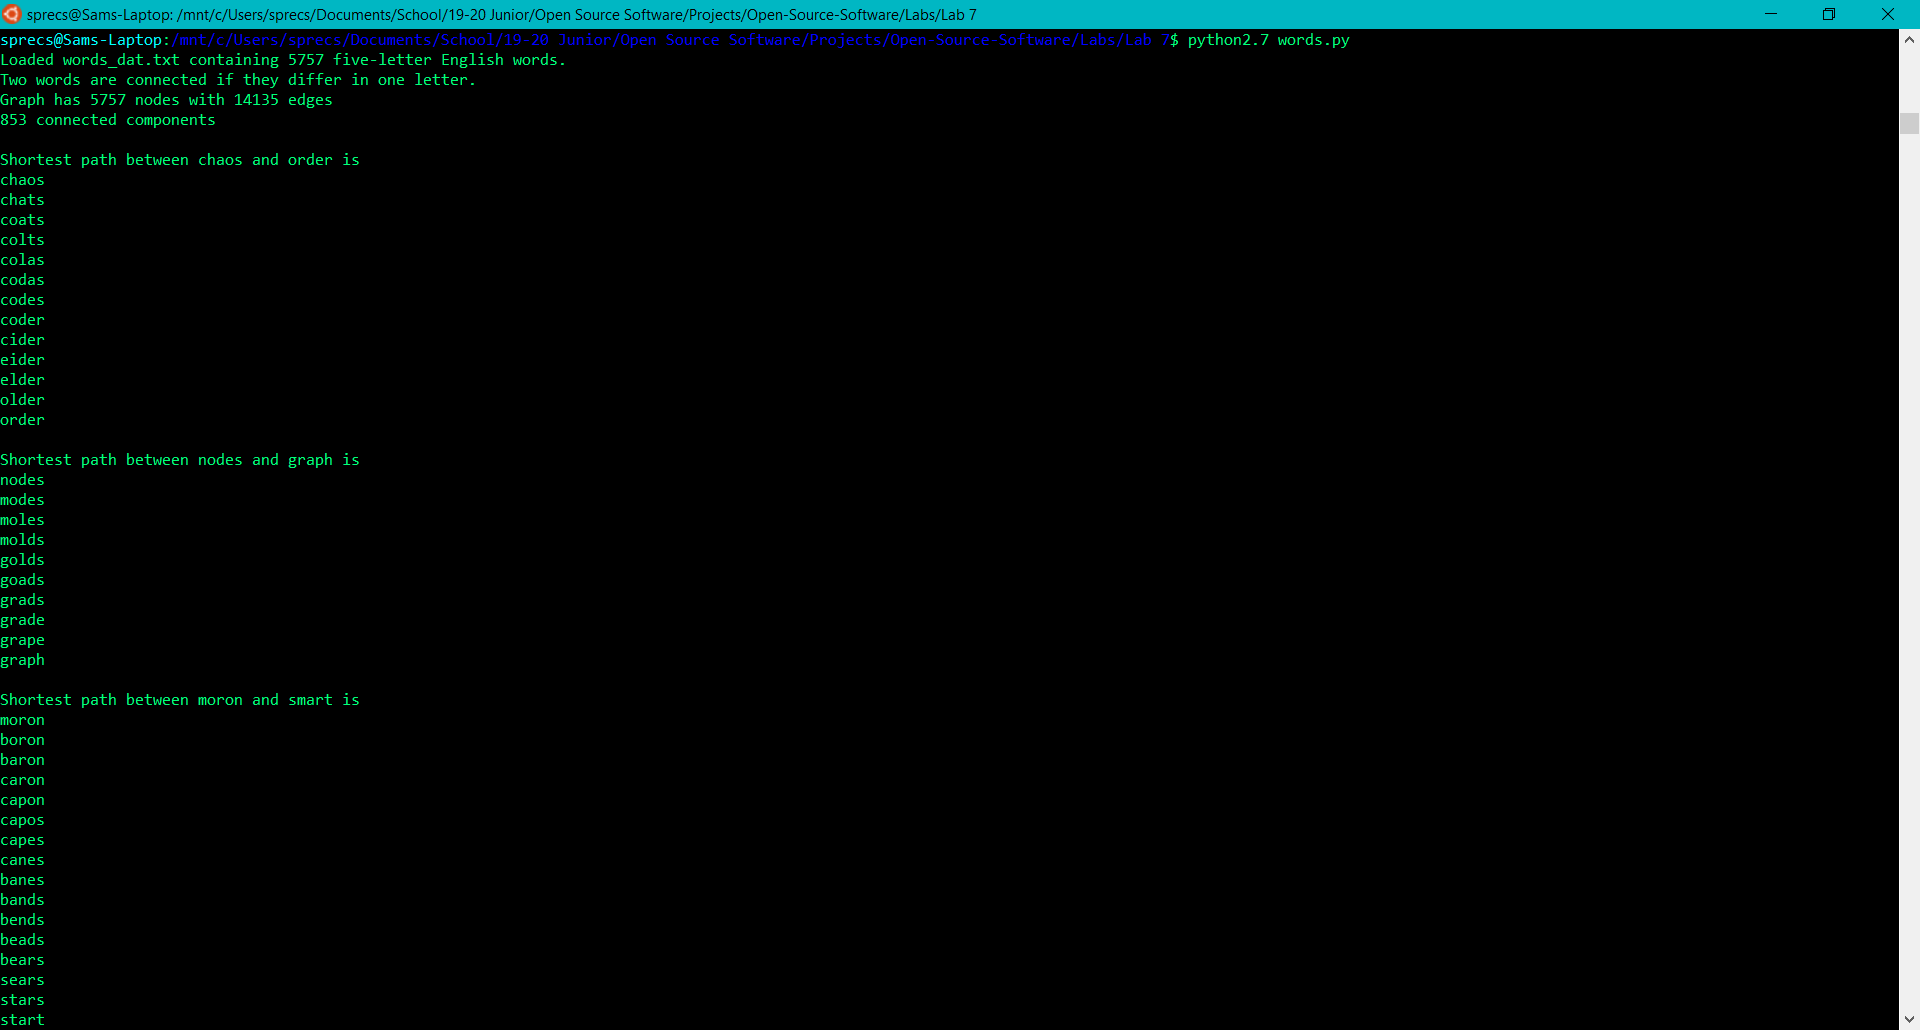 sprecs@Sams-Laptop: /mnt/c/Users/sprecs/Documents/School/19-20 Junior/Open Source Software/Projects/Open-Source-Software/Labs/Lab 7
sprecs@Sams-Laptop:/mnt/c/Users/sprecs/Documents/School/19-20 Junior/Open Source Software/Projects/Open-Source-Software/Labs/Lab 7$ python2.7 words.py
Loaded words_dat.txt containing 5757 five-letter English words.
Two words are connected if they differ in one letter.
Graph has 5757 nodes with 14135 edges
853 connected components
Shortest path between chaos and order is
chaos
chats
coats
colts
colas
codas
codes
coder
cider
eider
elder
older
order
Shortest path between nodes and graph is
nodes
modes
moles
molds
golds
goads
grads
grade
grape
graph
Shortest path between moron and smart is
moron
boron
baron
caron
capon
capos
capes
canes
banes
bands
bends
beads
bears
sears
stars
start